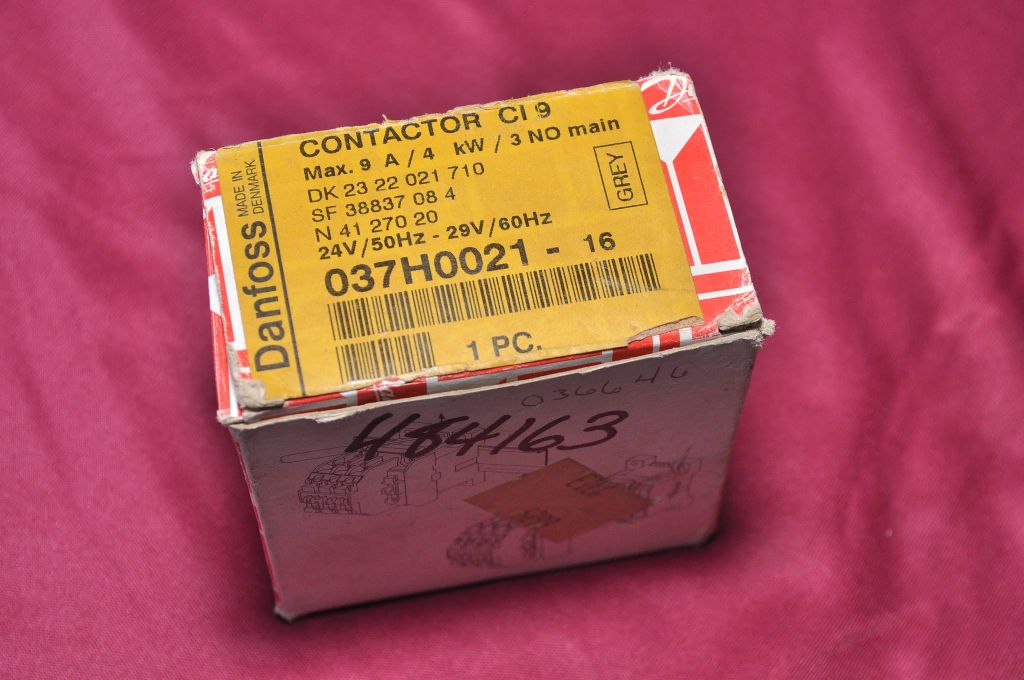 CONTACTOR CI 9
Max. 9 A / 4 kW / 3 NO main
DK 23 22 021 710
SF 38837 08 4
N 41 270 20
24V/50Hz - 29V/60Hz
037H0021 - 16
1 PC.
GREY
Danfoss
MADE IN
DENMARK
036646
484163